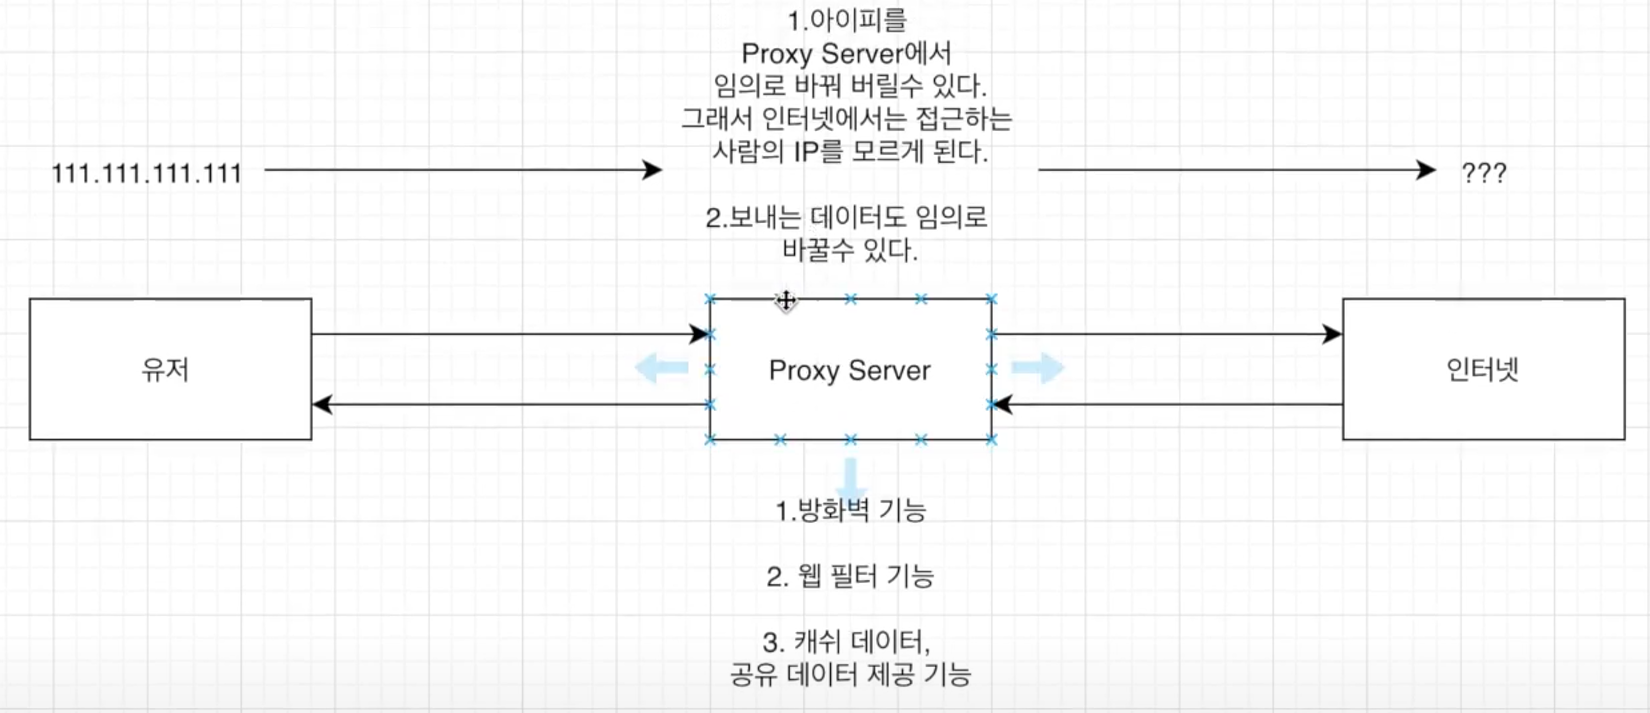 1.아이피를
Proxy Server에서
임의로 바꿔 버릴수 있다.
그래서 인터넷에서는 접근하는
사람의 IP를 모르게 된다.
111.111.111.111
???
2.보내는 데이터도 임의로
바꿀수 있다.
유저
Proxy Server
인터넷
1.방화벽 기능
2. 웹 필터 기능
3. 캐쉬 데이터,
공유 데이터 제공 기능